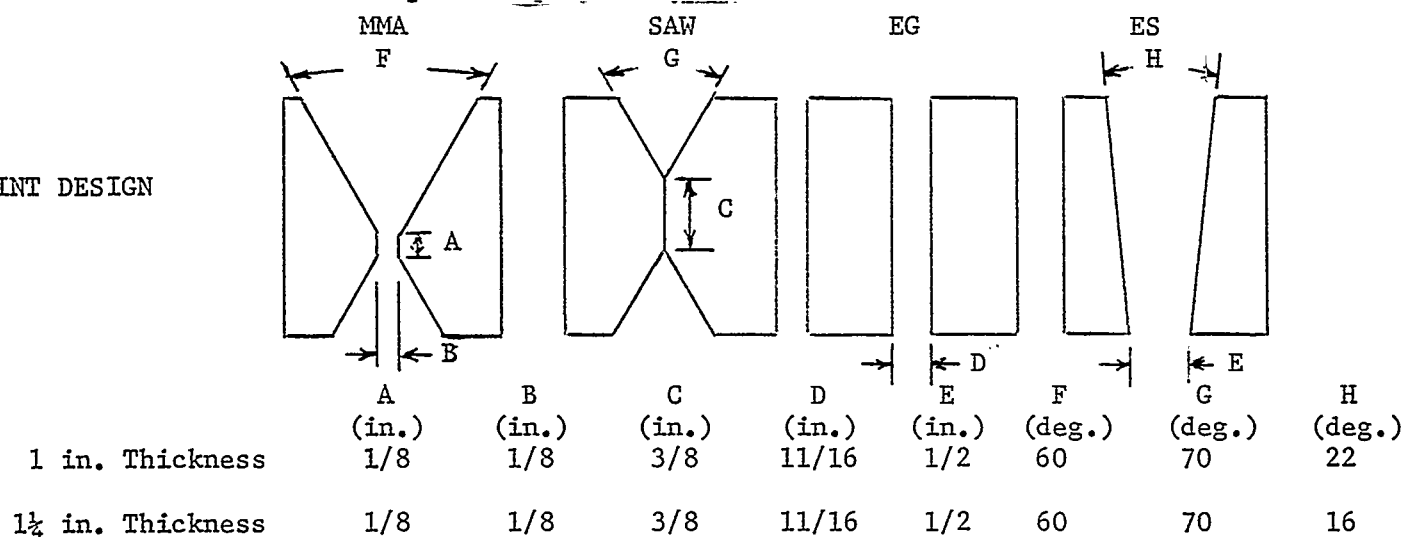 MMA SAW EG ES
F G H
INT DESIGN
C
A
B D E
A B C D E F G H
(in.) (in.) (in.) (in.) (in.) (deg.) (deg.) (deg.)
1 in. Thickness 1/8 1/8 3/8 11/16 1/2 60 70 22
1¼ in. Thickness 1/8 1/8 3/8 11/16 1/2 60 70 16